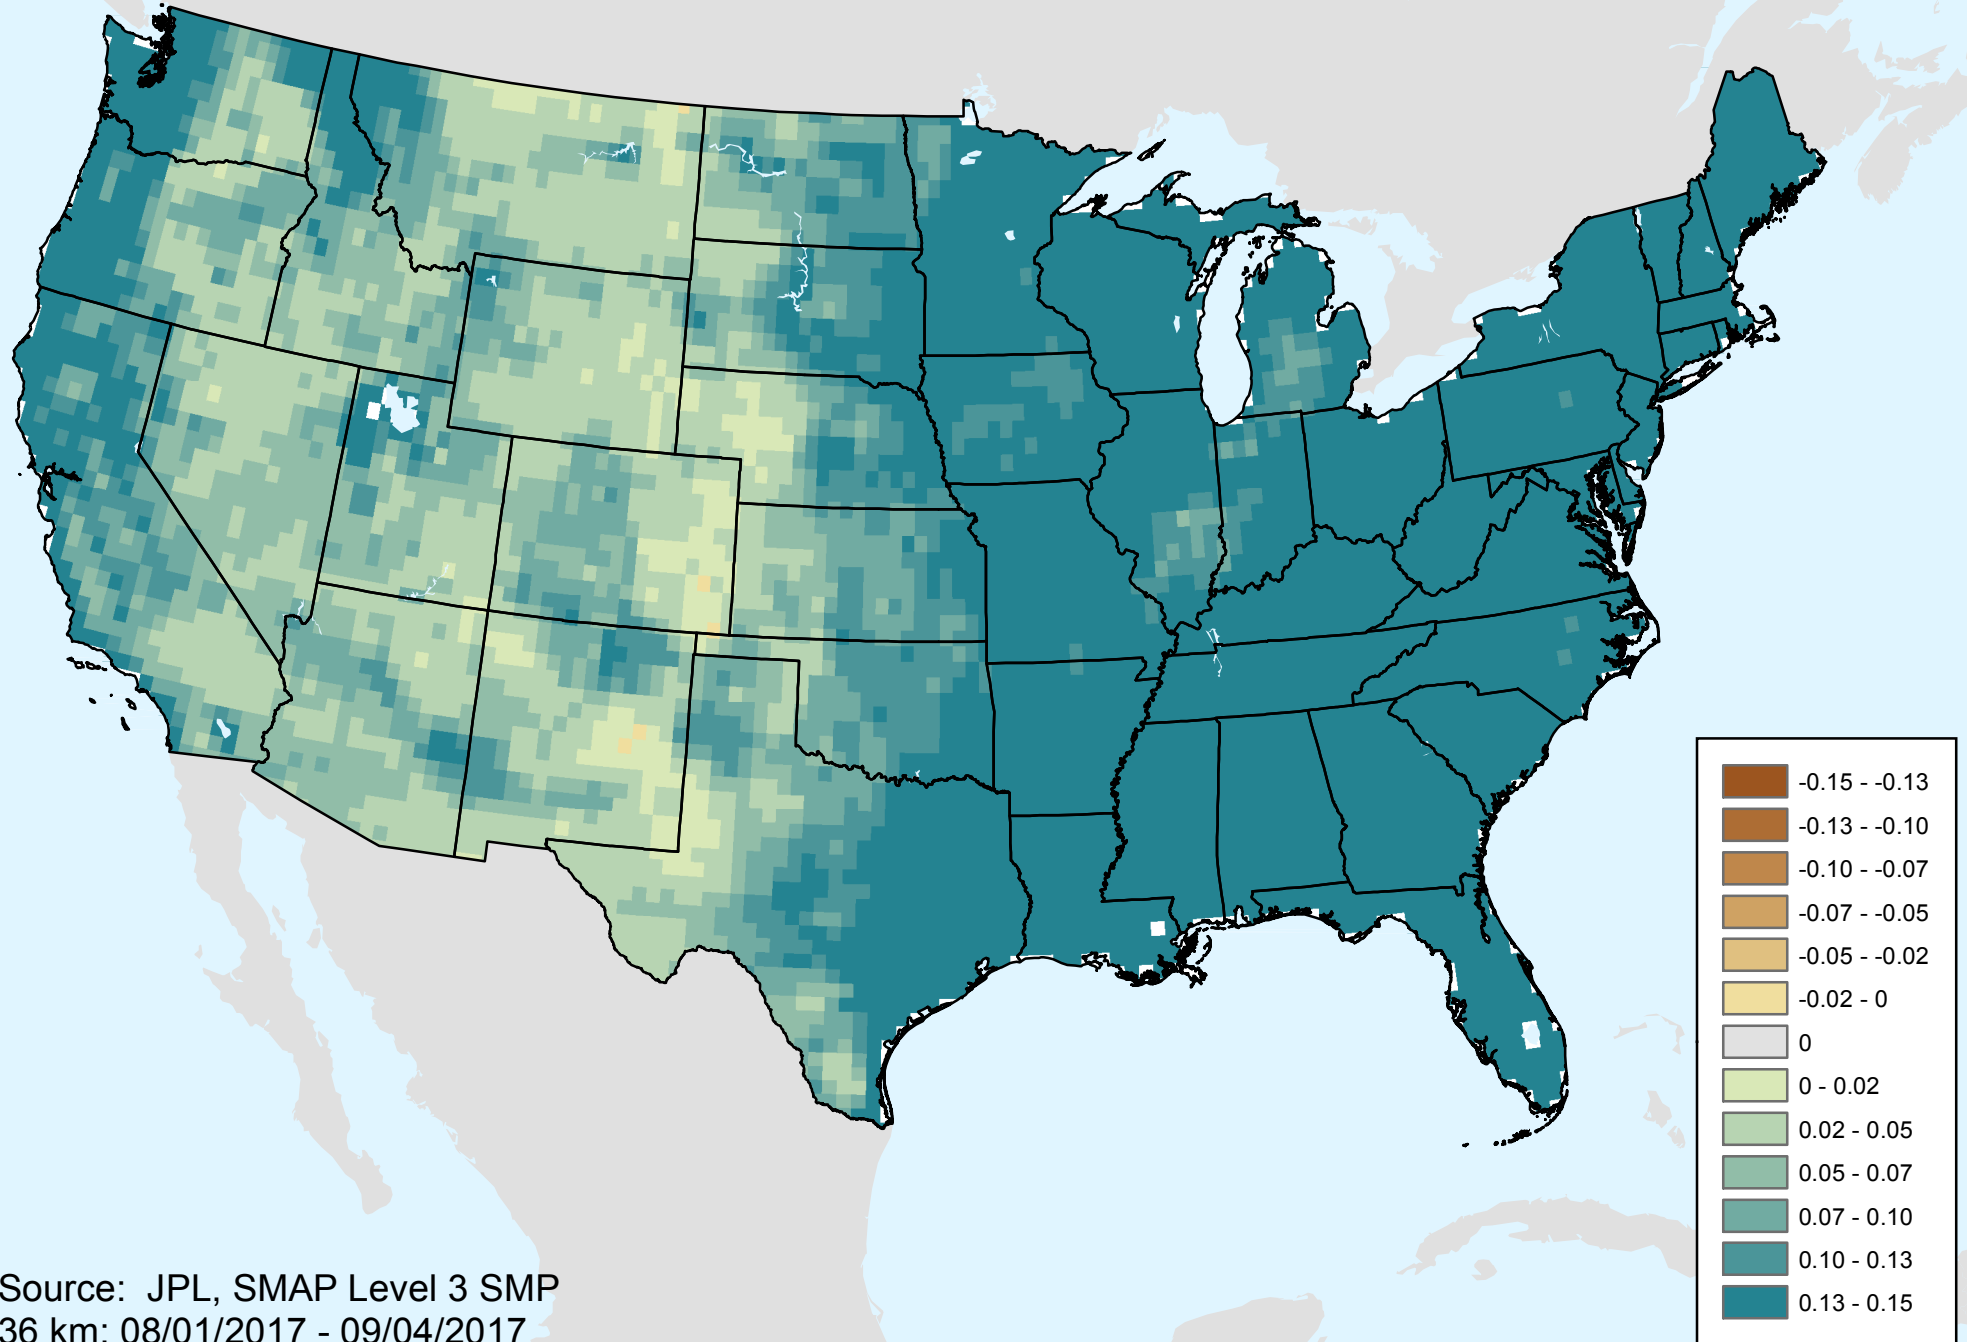 -0.15 - -0.13
-0.13 - -0.10
-0.10 - -0.07
-0.07 - -0.05
-0.05 - -0.02
-0.02 - 0
0
0 - 0.02
0.02 - 0.05
0.05 - 0.07
0.07 - 0.10
0.10 - 0.13
0.13 - 0.15
Source: JPL, SMAP Level 3 SMP
36 km: 08/01/2017 - 09/04/2017